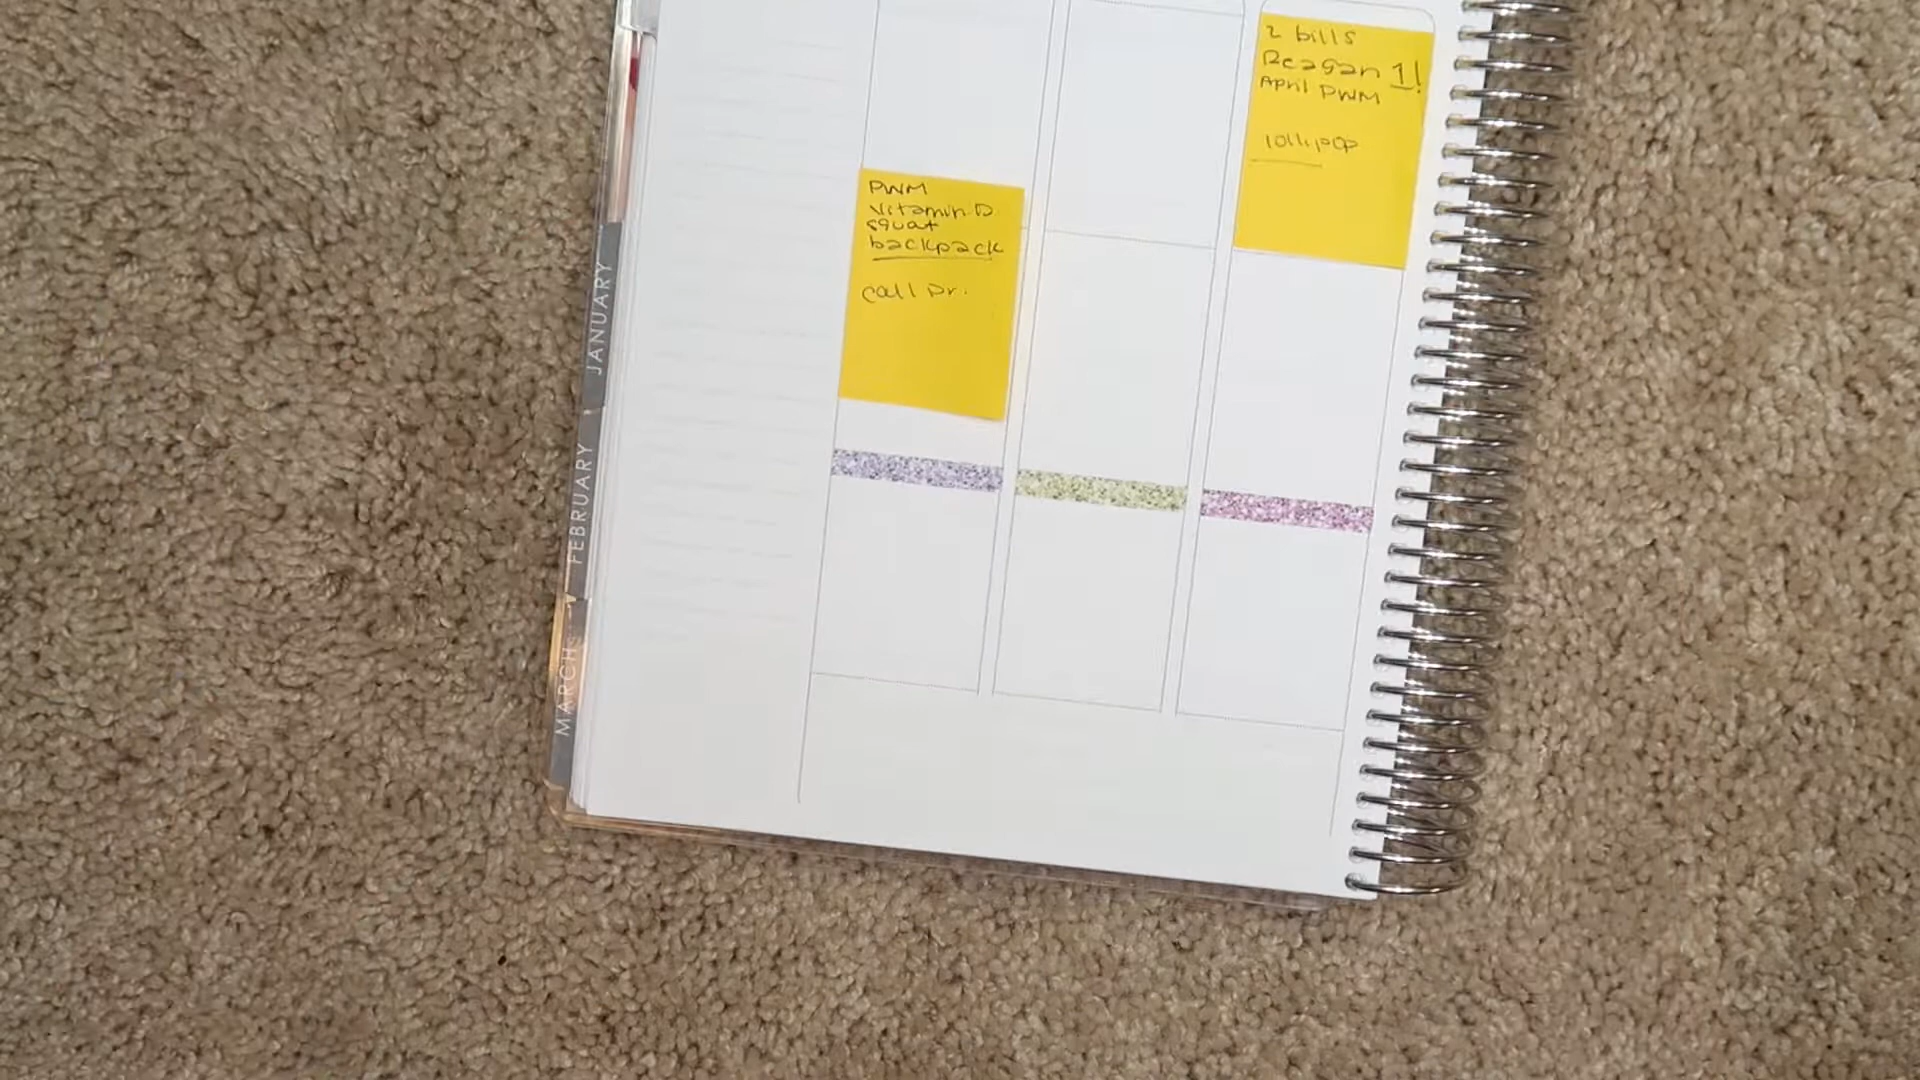 2 bills
Reagan 1!
April PWM
lollipop
PWM
Vitamin D
squat
backpack
call Dr.
JANUARY
FEBRUARY
MARCH